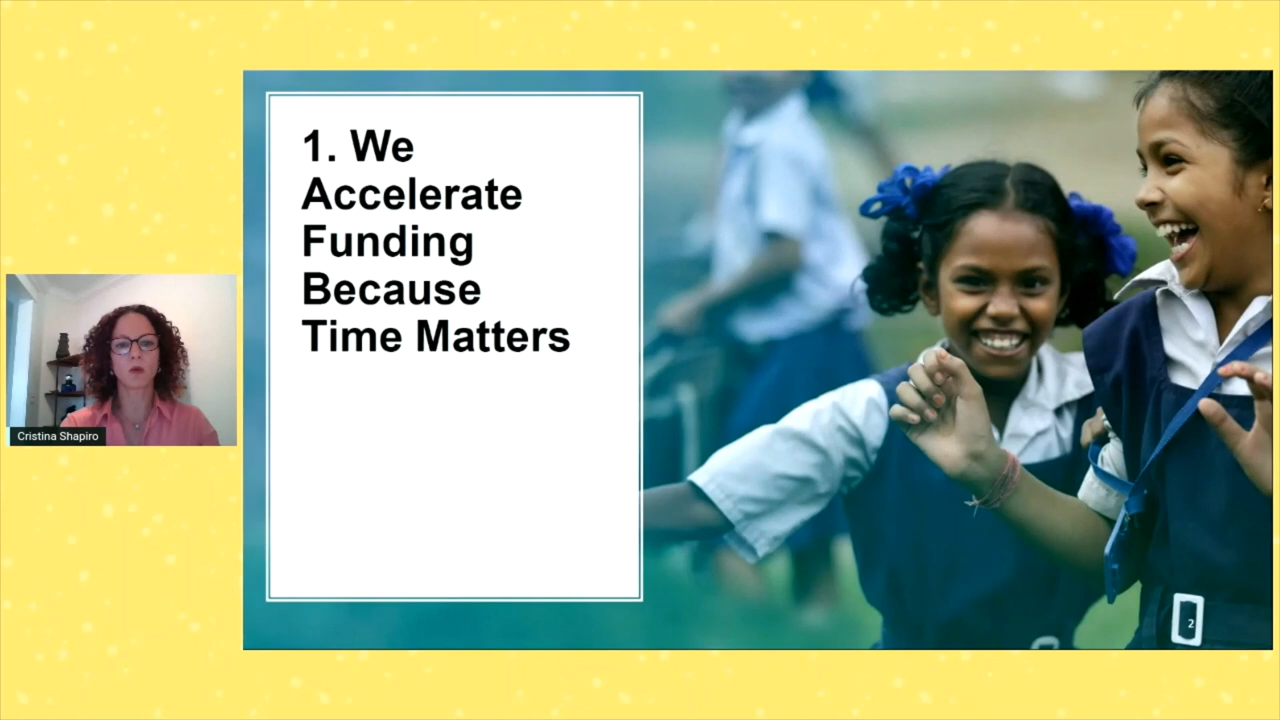 1. We
Accelerate
Funding
Because
Time Matters
Cristina Shapiro
2